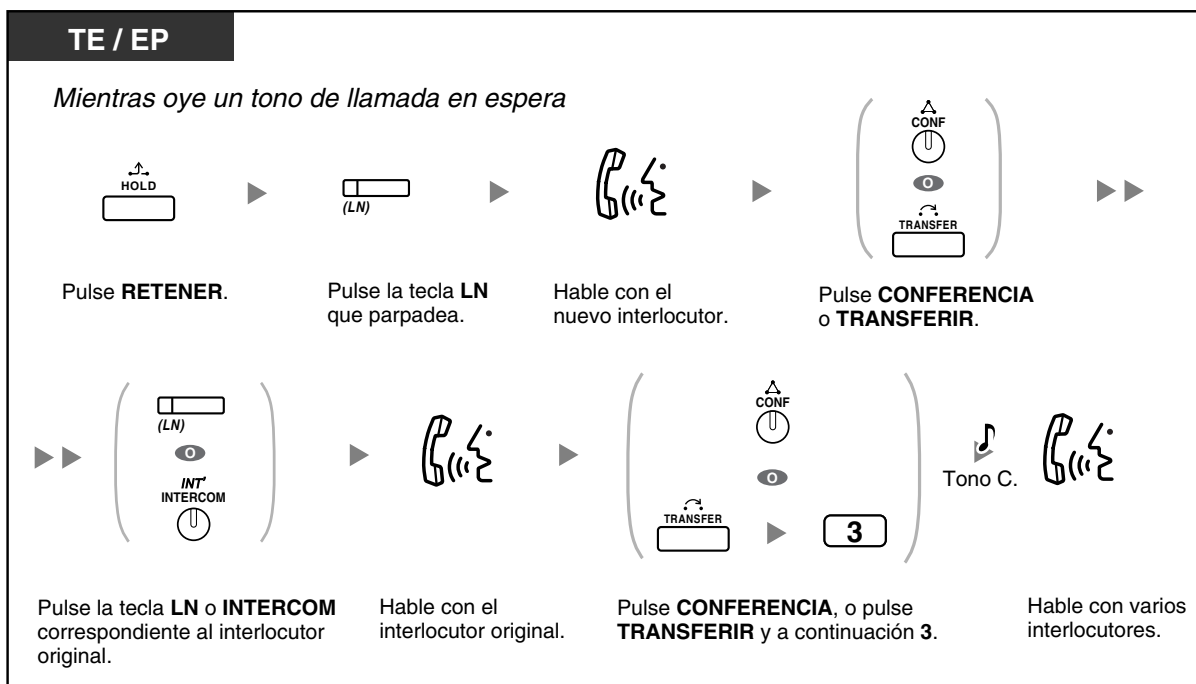 TE / EP
Mientras oye un tono de llamada en espera
HOLD
(LN)
CONF
O
TRANSFER
Pulse RETENER.
Pulse la tecla LN
que parpadea.
Hable con el
nuevo interlocutor.
Pulse CONFERENCIA
o TRANSFERIR.
(LN)
O
INT'
INTERCOM
CONF
O
TRANSFER
3
Tono C.
Pulse la tecla LN o INTERCOM
correspondiente al interlocutor
original.
Hable con el
interlocutor original.
Pulse CONFERENCIA, o pulse
TRANSFERIR y a continuación 3.
Hable con varios
interlocutores.